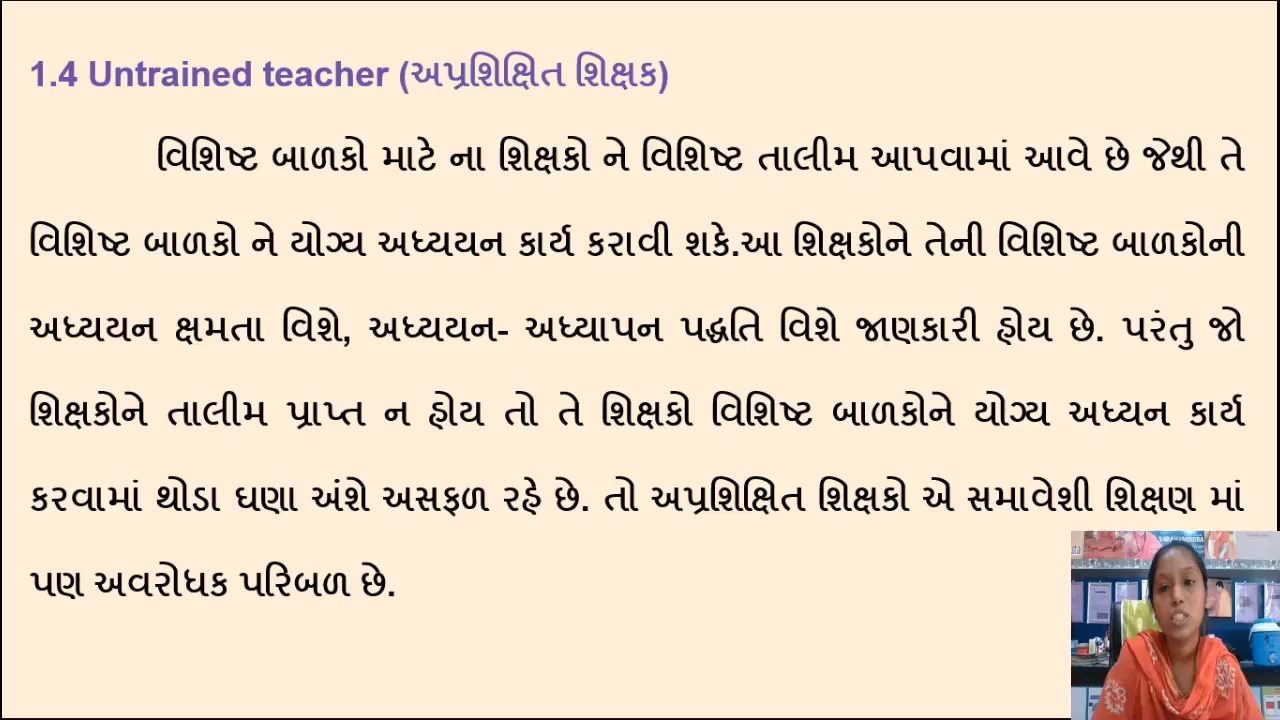 1.4 Untrained teacher (અપ્રશિક્ષિત શિક્ષક)
વિશિષ્ટ બાળકો માટે ના શિક્ષકો ને વિશિષ્ટ તાલીમ આપવામાં આવે છે જેથી તે
વિશિષ્ટ બાળકો ને યોગ્ય અધ્યયન કાર્ય કરાવી શકે.આ શિક્ષકોને તેની વિશિષ્ટ બાળકોની
અધ્યયન ક્ષમતા વિશે, અધ્યયન- અધ્યાપન પદ્ધતિ વિશે જાણકારી હોય છે. પરંતુ જો
શિક્ષકોને તાલીમ પ્રાપ્ત ન હોય તો તે શિક્ષકો વિશિષ્ટ બાળકોને યોગ્ય અધ્યન કાર્ય
કરવામાં થોડા ઘણા અંશે અસફળ રહે છે. તો અપ્રશિક્ષિત શિક્ષકો એ સમાવેશી શિક્ષણ માં
પણ અવરોધક પરિબળ છે.